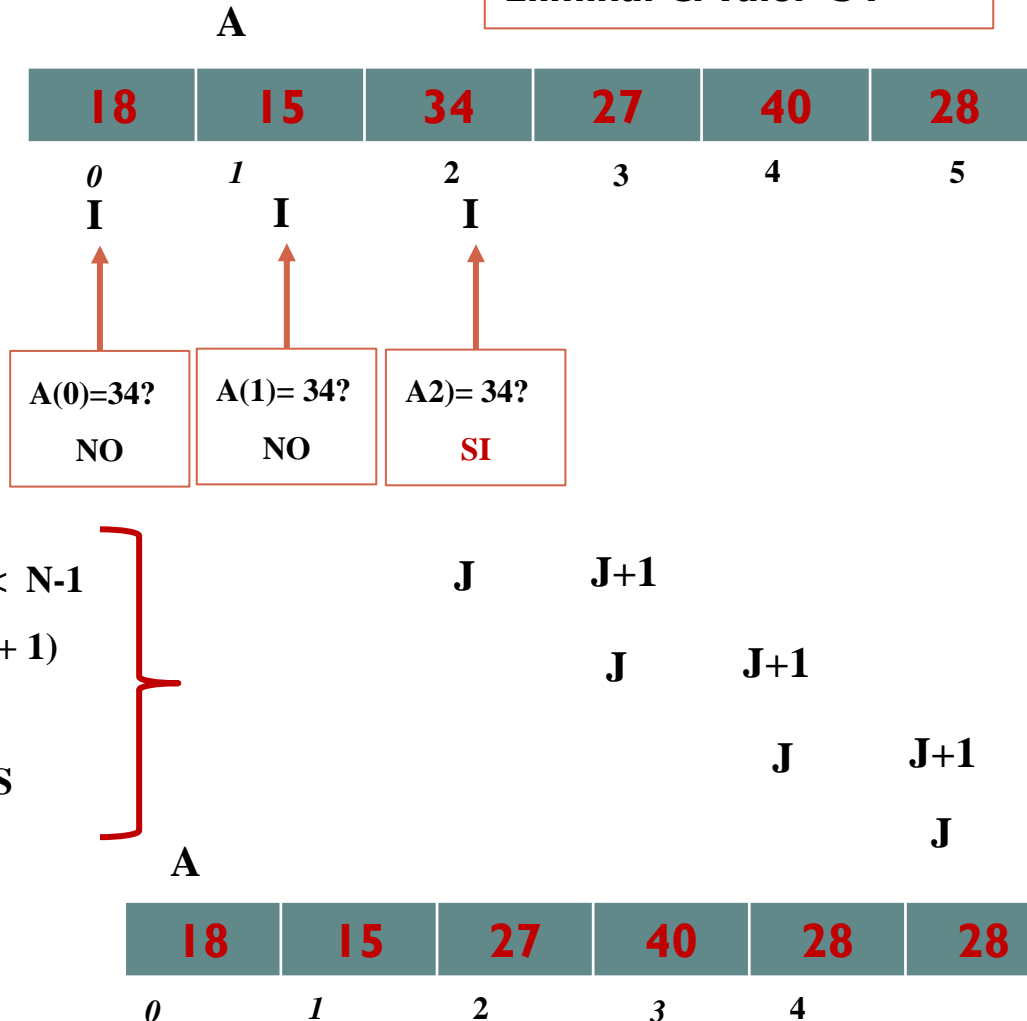 A
18 15 34 27 40 28
0 1 2 3 4 5
I I I
A(0)=34? A(1)= 34? A2)= 34?
NO NO SI
< N-1
J J+1
+ 1)
J J+1
J J+1
S
J
A
18 15 27 40 28 28
0 1 2 3 4